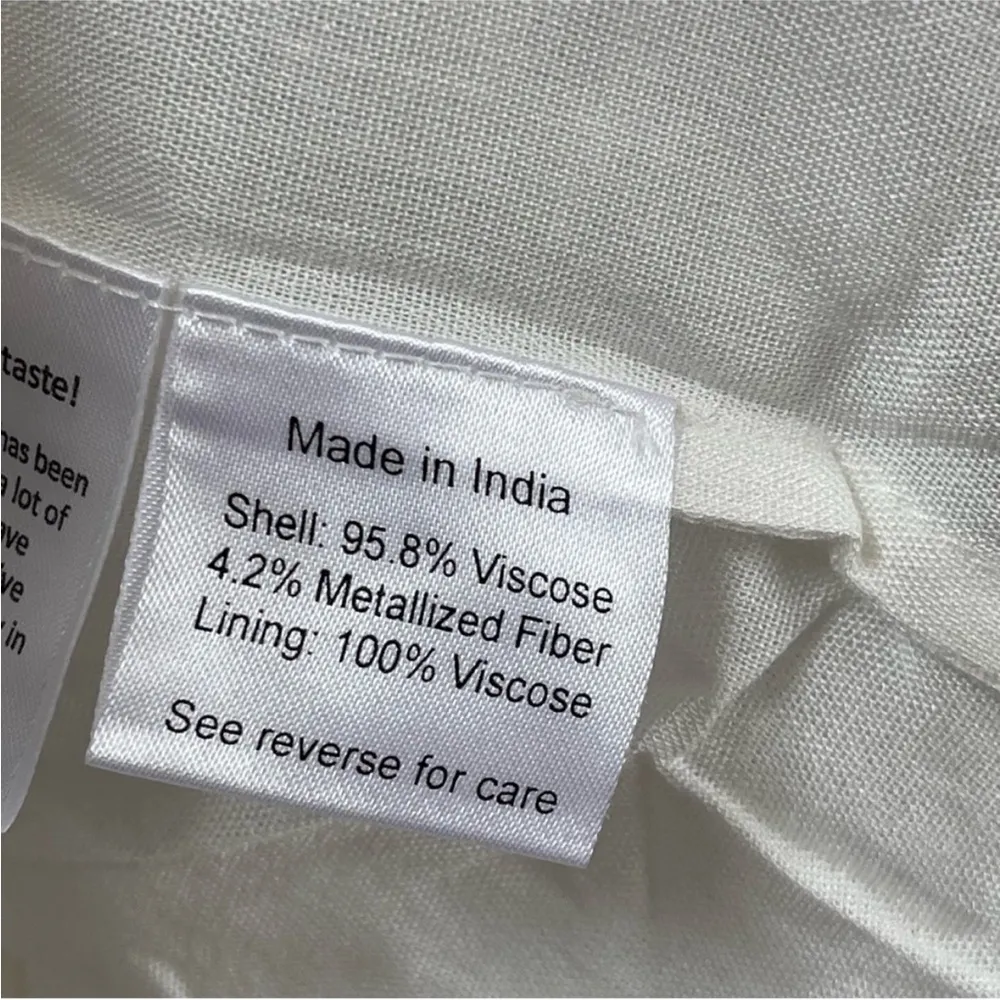 taste!
has been
a lot of
in
Made in India
Shell: 95.8% Viscose
4.2% Metallized Fiber
Lining: 100% Viscose
See reverse for care